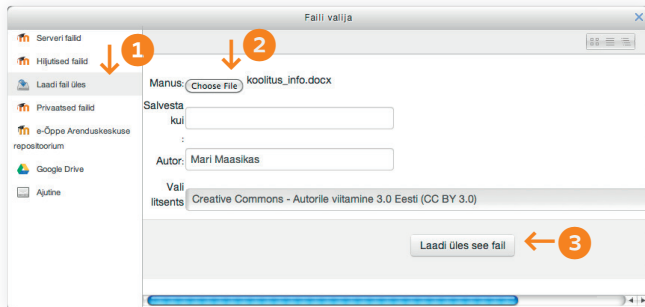 Faili valija
Serveri failid
Hiljutised failid
Laadi fail üles
Privaatsed failid
e-Õppe Arenduskeskuse
repositoorium
Google Drive
Ajutine
1
2
Manus: Choose File koolitus_info.docx
Salvesta
kui
:
Autor: Mari Maasikas
Vali
litsents Creative Commons - Autorile viitamine 3.0 Eesti (CC BY 3.0)
Laadi üles see fail
3